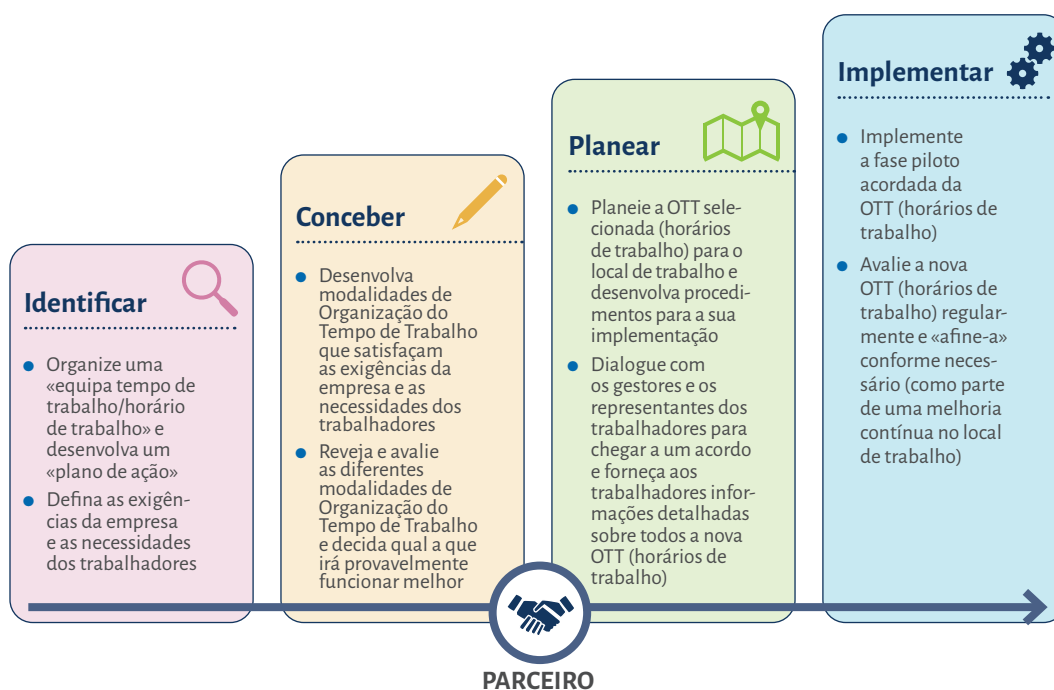 Identificar
Organize uma
«equipa tempo de
trabalho/horário
de trabalho» e
desenvolva um
«plano de ação»
Defina as exigên-
cias da empresa
e as necessidades
dos trabalhadores
Conceber
Desenvolva
modalidades de
Organização do
Tempo de Trabalho
que satisfaçam
as exigências da
empresa e as
necessidades dos
trabalhadores
Reveja e avalie
as diferentes
modalidades de
Organização do
Tempo de Trabalho
e decida qual a que
irá provavelmente
funcionar melhor
Planear
Planeie a OTT sele-
cionada (horários
de trabalho) para o
local de trabalho e
desenvolva procedi-
mentos para a sua
implementação
Dialogue com
os gestores e os
representantes dos
trabalhadores para
chegar a um acordo
e forneça aos
trabalhadores infor-
mações detalhadas
sobre todos a nova
OTT (horários de
trabalho)
Implementar
Implemente
a fase piloto
acordada da
OTT (horários de
trabalho)
Avalie a nova
OTT (horários de
trabalho) regular-
mente e «afine-a»
conforme neces-
sário (como parte
de uma melhoria
contínua no local
de trabalho)
PARCEIRO